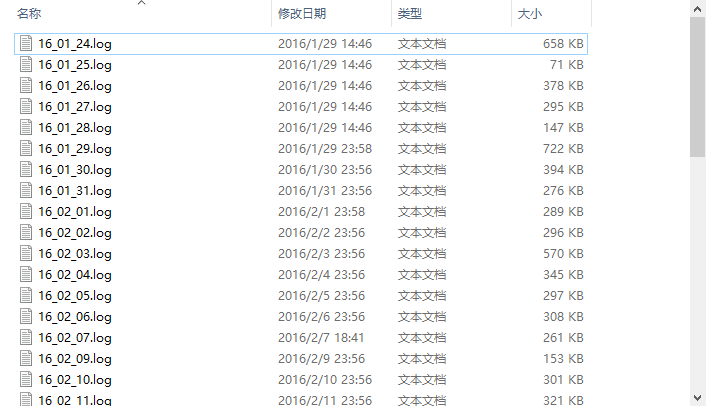 名称 修改日期 类型 大小
16_01_24.log 2016/1/29 14:46 文本文档 658 KB
16_01_25.log 2016/1/29 14:46 文本文档 71 KB
16_01_26.log 2016/1/29 14:46 文本文档 378 KB
16_01_27.log 2016/1/29 14:46 文本文档 295 KB
16_01_28.log 2016/1/29 14:46 文本文档 147 KB
16_01_29.log 2016/1/29 23:58 文本文档 722 KB
16_01_30.log 2016/1/30 23:56 文本文档 394 KB
16_01_31.log 2016/1/31 23:56 文本文档 276 KB
16_02_01.log 2016/2/1 23:58 文本文档 289 KB
16_02_02.log 2016/2/2 23:56 文本文档 296 KB
16_02_03.log 2016/2/3 23:56 文本文档 570 KB
16_02_04.log 2016/2/4 23:56 文本文档 345 KB
16_02_05.log 2016/2/5 23:56 文本文档 297 KB
16_02_06.log 2016/2/6 23:56 文本文档 308 KB
16_02_07.log 2016/2/7 18:41 文本文档 261 KB
16_02_09.log 2016/2/9 23:56 文本文档 153 KB
16_02_10.log 2016/2/10 23:56 文本文档 301 KB
16_02_11.log 2016/2/11 23:56 文本文档 321 KB